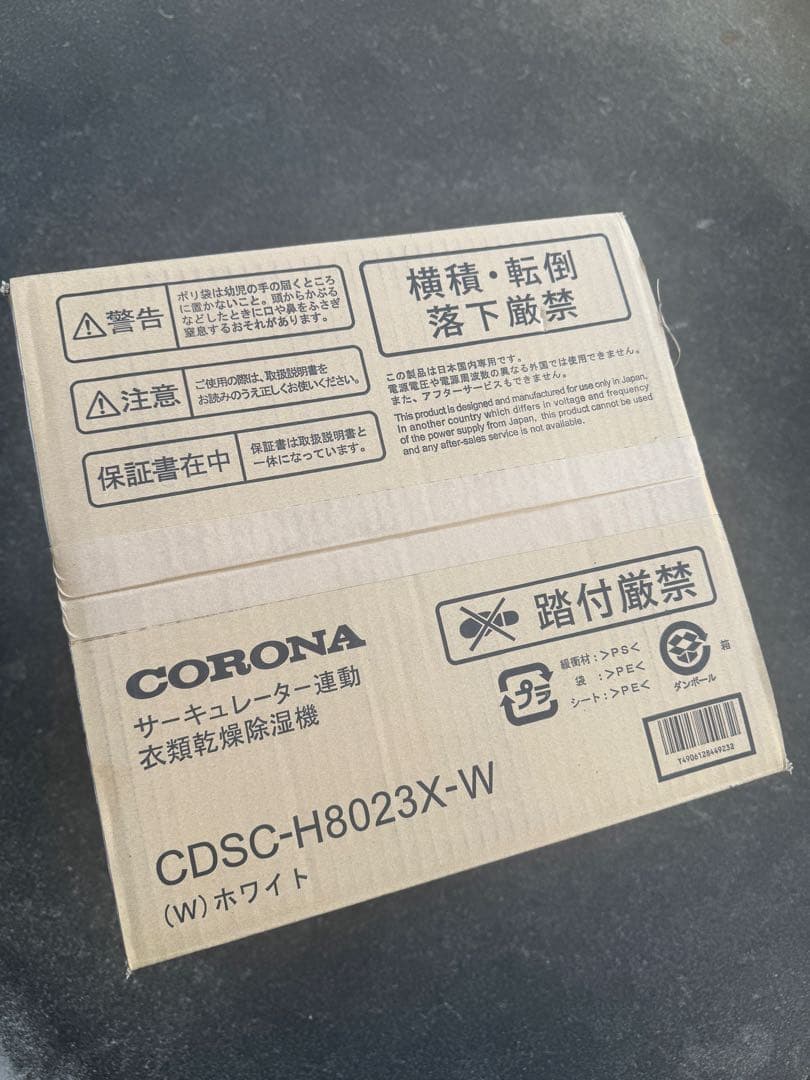 警告
ポリ袋は幼児の手の届くところ
に置かないこと。頭からかぶる
などしたときに口や鼻をふさぎ
窒息するおそれがあります。
注意
ご使用の際は、取扱説明書を
お読みのうえ正しくお使いください。
保証書在中
保証書は取扱説明書と
一体になっています。
横積・転倒
落下厳禁
この製品は日本国内専用です。
電源電圧や電源周波数の異なる外国では使用できません。
また、アフターサービスもできません。
This product is designed and manufactured for use only in Japan,
In another country which differs in voltage and frequency
of the power supply from Japan, this product cannot be used
and any after-sales service is not available.
踏付厳禁
CORONA
サーキュレーター連動
衣類乾燥除湿機
CDSC-H8023X-W
(W)ホワイト
プラ
緩衝材:>PS<
袋:>PE<
シート:>PE<
箱
ダンボール
T4906128449232